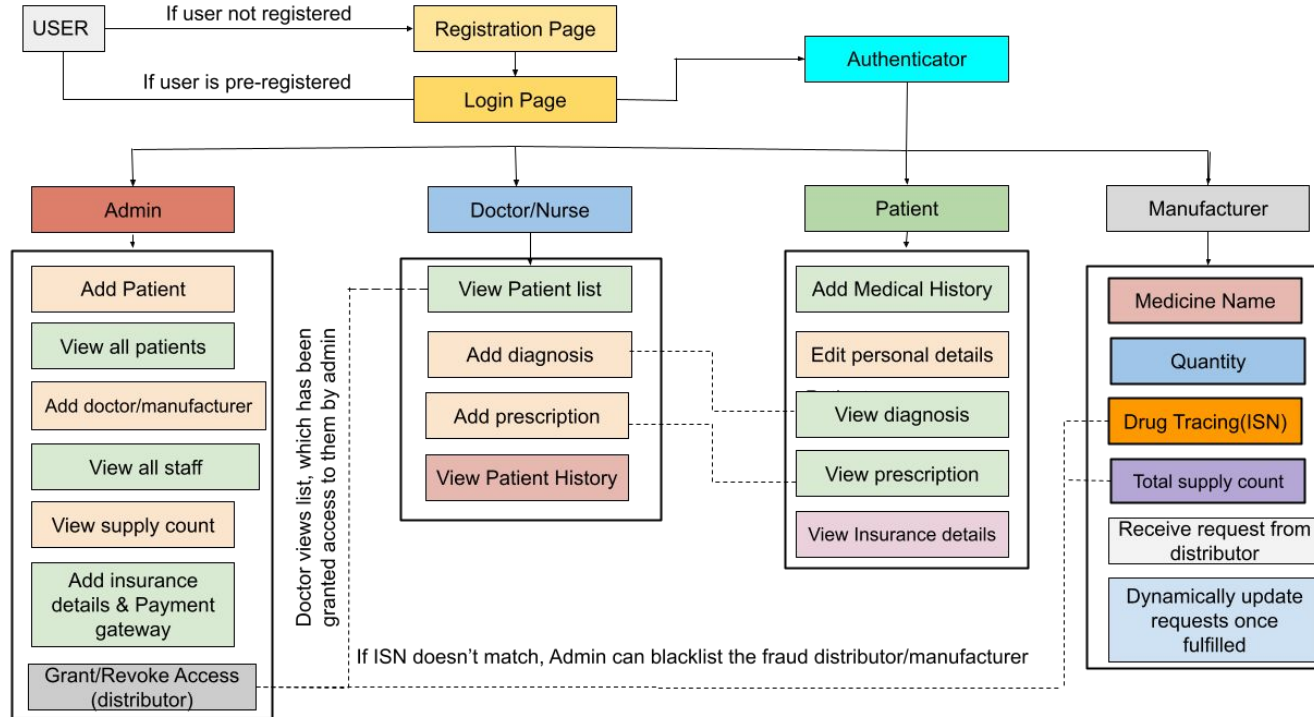 USER
If user not registered
Registration Page
If user is pre-registered
Login Page
Authenticator
Admin
Doctor/Nurse
Patient
Manufacturer
Add Patient
View all patients
Add doctor/manufacturer
View all staff
View supply count
Add insurance
details & Payment
gateway
Grant/Revoke Access
(distributor)
Doctor views list, which has been
granted access to them by admin
View Patient list
Add diagnosis
Add prescription
View Patient History
Add Medical History
Edit personal details
View diagnosis
View prescription
View Insurance details
Medicine Name
Quantity
Drug Tracing(ISN)
Total supply count
Receive request from
distributor
Dynamically update
requests once
fulfilled
If ISN doesn't match, Admin can blacklist the fraud distributor/manufacturer